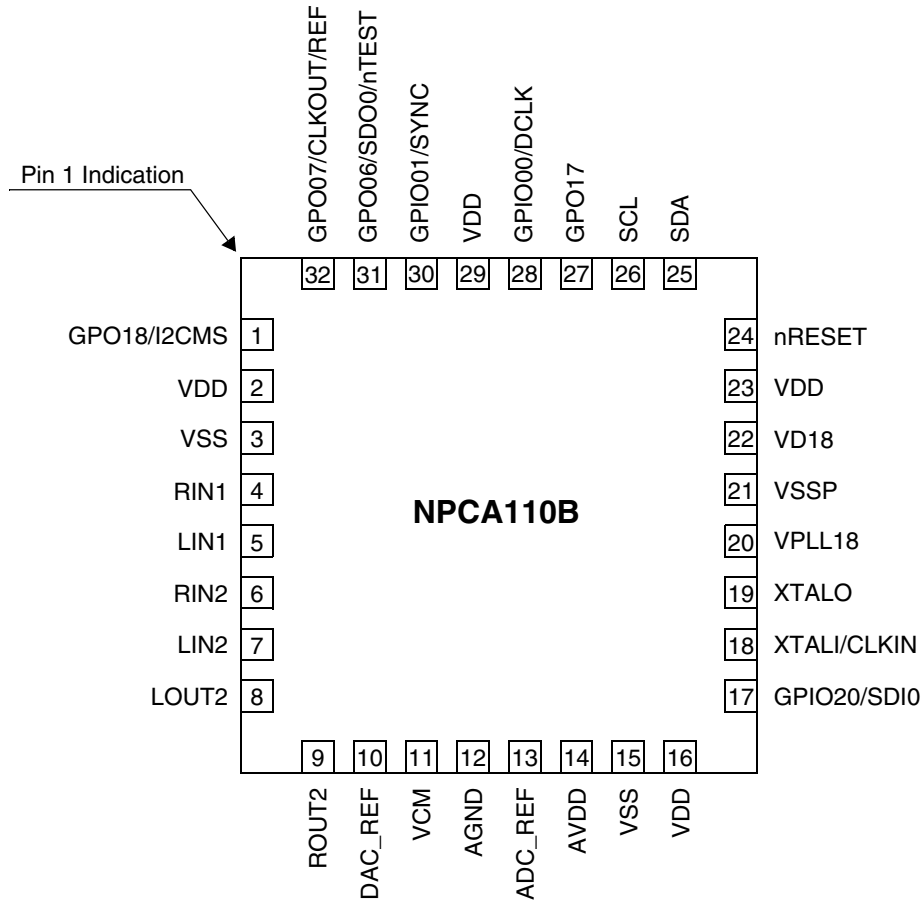 GPO07/CLKOUT/REF
GPO06/SDO0/nTEST
GPIO01/SYNC
VDD
GPIO00/DCLK
GPO17
SCL
SDA
Pin 1 Indication
32
31
30
29
28
27
26
25
GPO18/I2CMS 1
VDD 2
VSS 3
RIN1 4
LIN1 5
RIN2 6
LIN2 7
LOUT2 8
NPCA110B
24 nRESET
23 VDD
22 VD18
21 VSSP
20 VPLL18
19 XTALO
18 XTALI/CLKIN
17 GPIO20/SDI0
9
10
11
12
13
14
15
16
ROUT2
DAC_REF
VCM
AGND
ADC_REF
AVDD
VSS
VDD